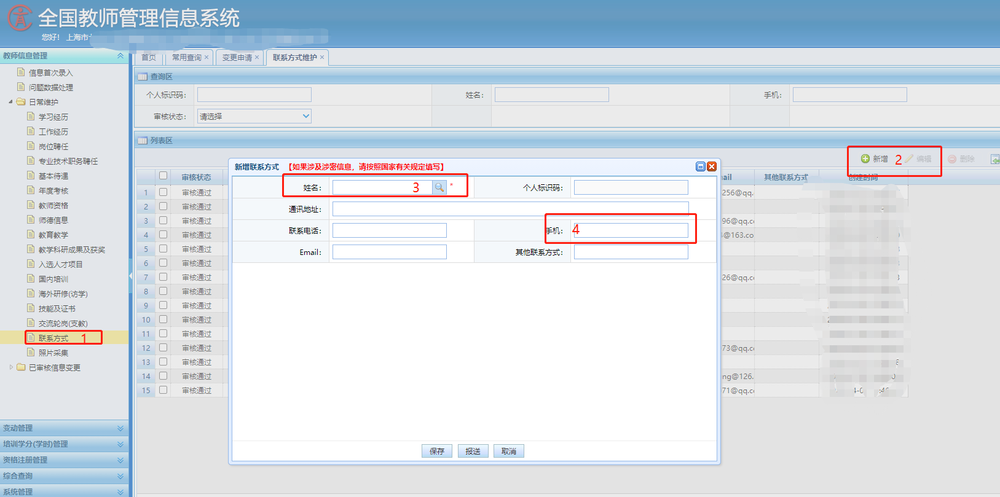 全国教师管理信息系统
您好! 上海市
教师信息管理
信息首次录入
问题数据处理
日常维护
学习经历
工作经历
岗位聘任
专业技术职务聘任
基本待遇
年度考核
教师资格
师德信息
教育教学
教学科研成果及获奖
入选人才项目
国内培训
海外研修(访学)
技能及证书
交流轮岗(支教)
联系方式 1
照片采集
已审核信息变更
变动管理
培训学分(学时)管理
资格注册管理
综合查询
系统管理
首页 常用查询 × 变更申请 × 联系方式维护 ×
查询区
个人标识码: 姓名: 手机:
审核状态: 请选择
列表区
新增 2 编辑 删除
审核状态 ail 其他联系方式 创建时间
1 审核通过 256@qq.
2 审核通过
3 审核通过 96@qq.c
4 审核通过 @163.co
5 审核通过
6 审核通过
7 审核通过 26@qq.c
8 审核通过
9 审核通过
10 审核通过
11 审核通过
12 审核通过 73@qq.c
13 审核通过
14 审核通过 ng@126.
15 审核通过 71@qq.c
新增联系方式 【如果涉及涉密信息，请按照国家有关规定填写】
姓名: 3 * 个人标识码:
通讯地址:
联系电话: 手机: 4
Email: 其他联系方式:
保存 报送 取消